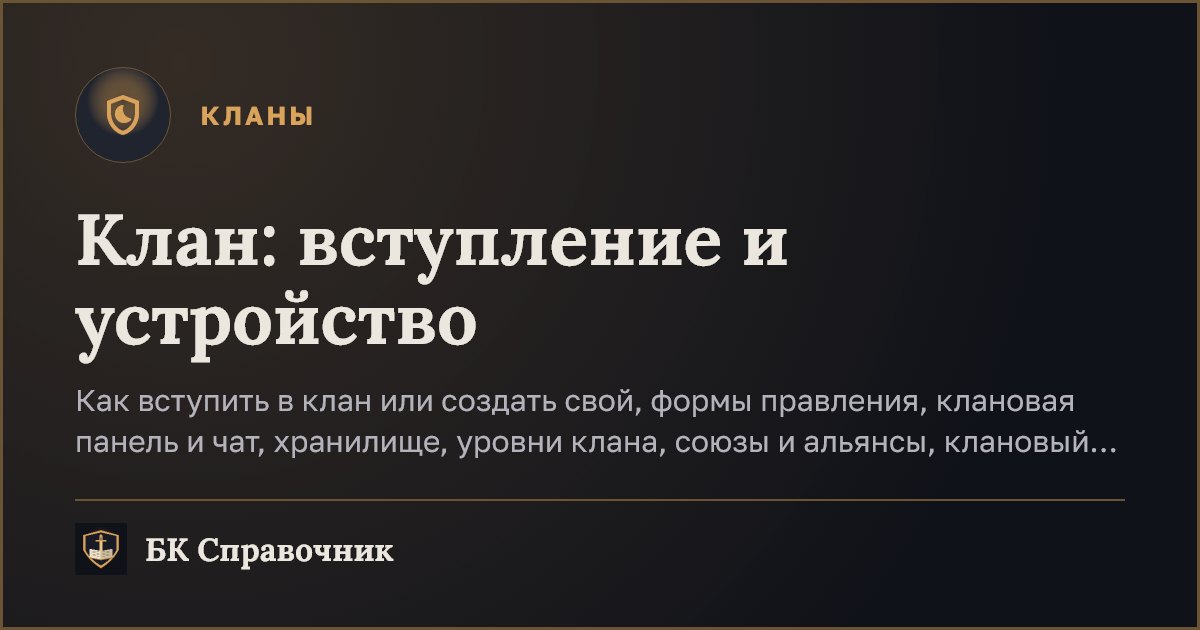 КЛАНЫ
Клан: вступление и
устройство
Как вступить в клан или создать свой, формы правления, клановая
панель и чат, хранилище, уровни клана, союзы и альянсы, клановый…
БК Справочник